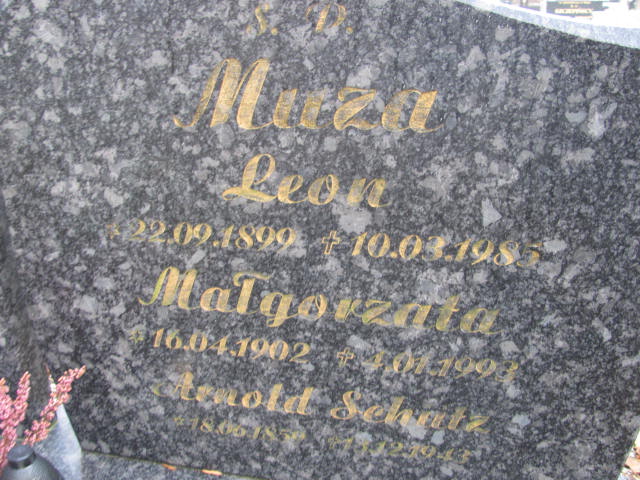 Ś. P.
Muza
Leon
* 22.09.1899 ✝ 10.03.1985
Małgorzata
* 16.04.1902 ✝ 4.01.1993
Arnold Schatz